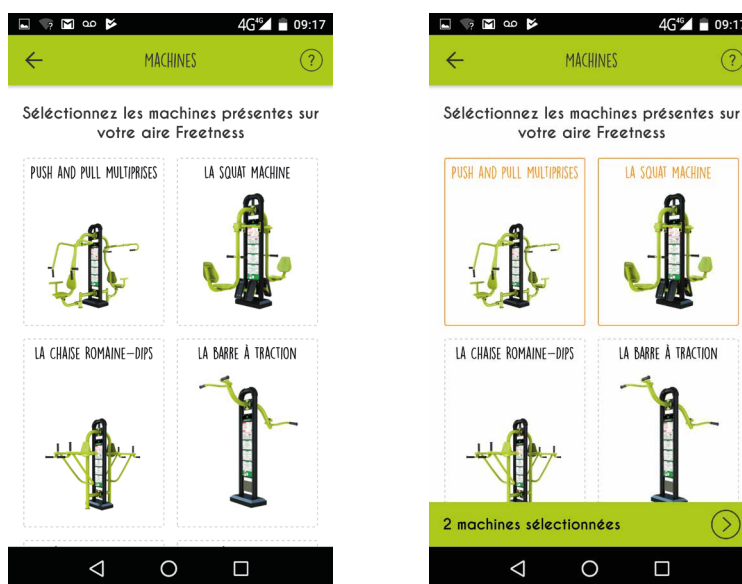 4G 4G 09:17
MACHINES
?
Séléctionnez les machines présentes sur
votre aire Freetness
PUSH AND PULL MULTIPRISES
LA SQUAT MACHINE
LA CHAISE ROMAINE-DIPS
LA BARRE À TRACTION
4G 4G 09:17
MACHINES
?
Séléctionnez les machines présentes sur
votre aire Freetness
PUSH AND PULL MULTIPRISES
LA SQUAT MACHINE
LA CHAISE ROMAINE-DIPS
LA BARRE À TRACTION
2 machines sélectionnées